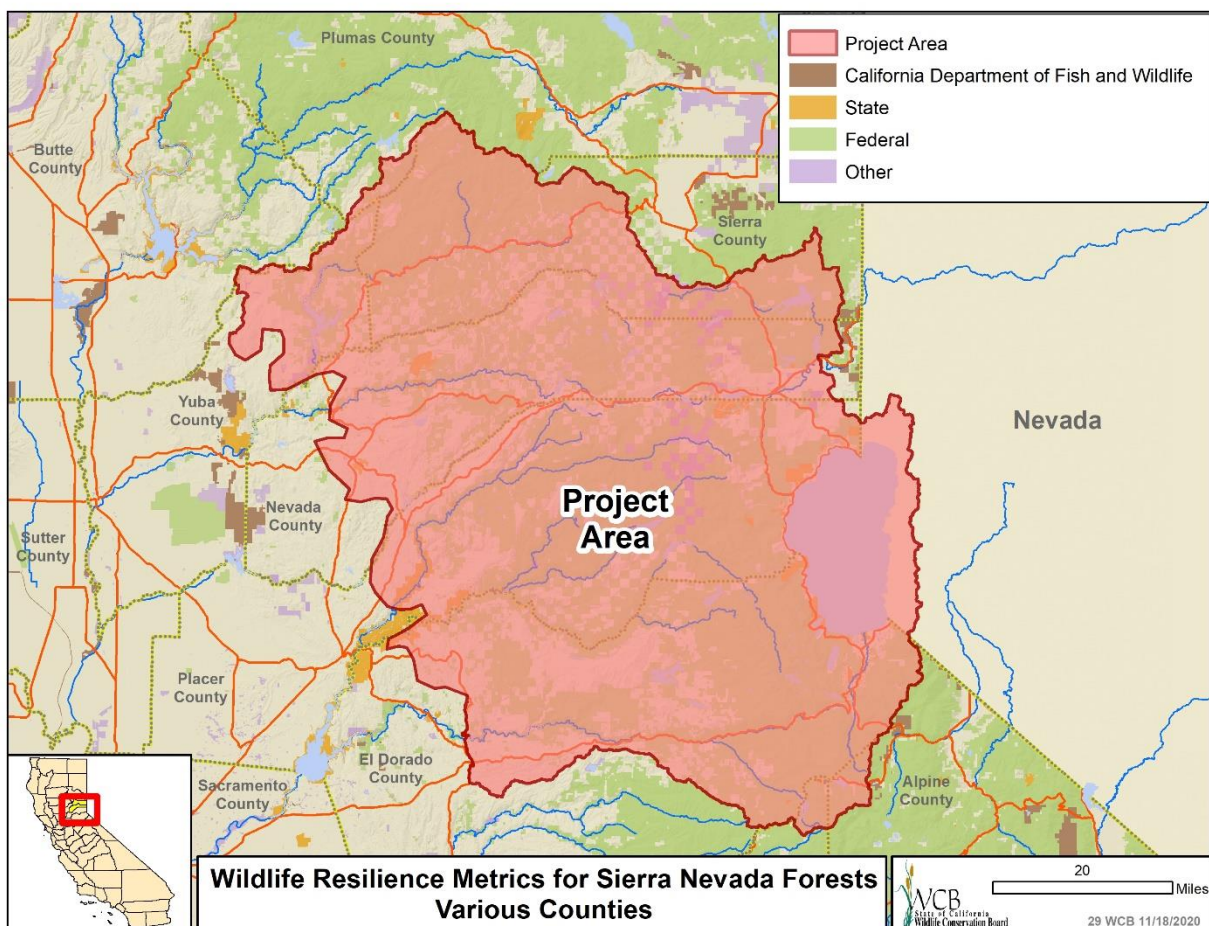 Plumas County
Project Area
California Department of Fish and Wildlife
State
Federal
Other
Butte
County
Sierra
County
Yuba
County
Nevada
Project
Area
Nevada
County
Sutter
County
Placer
County
El Dorado
County
Sacramento
County
Alpine
County
Wildlife Resilience Metrics for Sierra Nevada Forests
Various Counties
WCB
State of California
Wildlife Conservation Board
20
Miles
29 WCB 11/18/2020